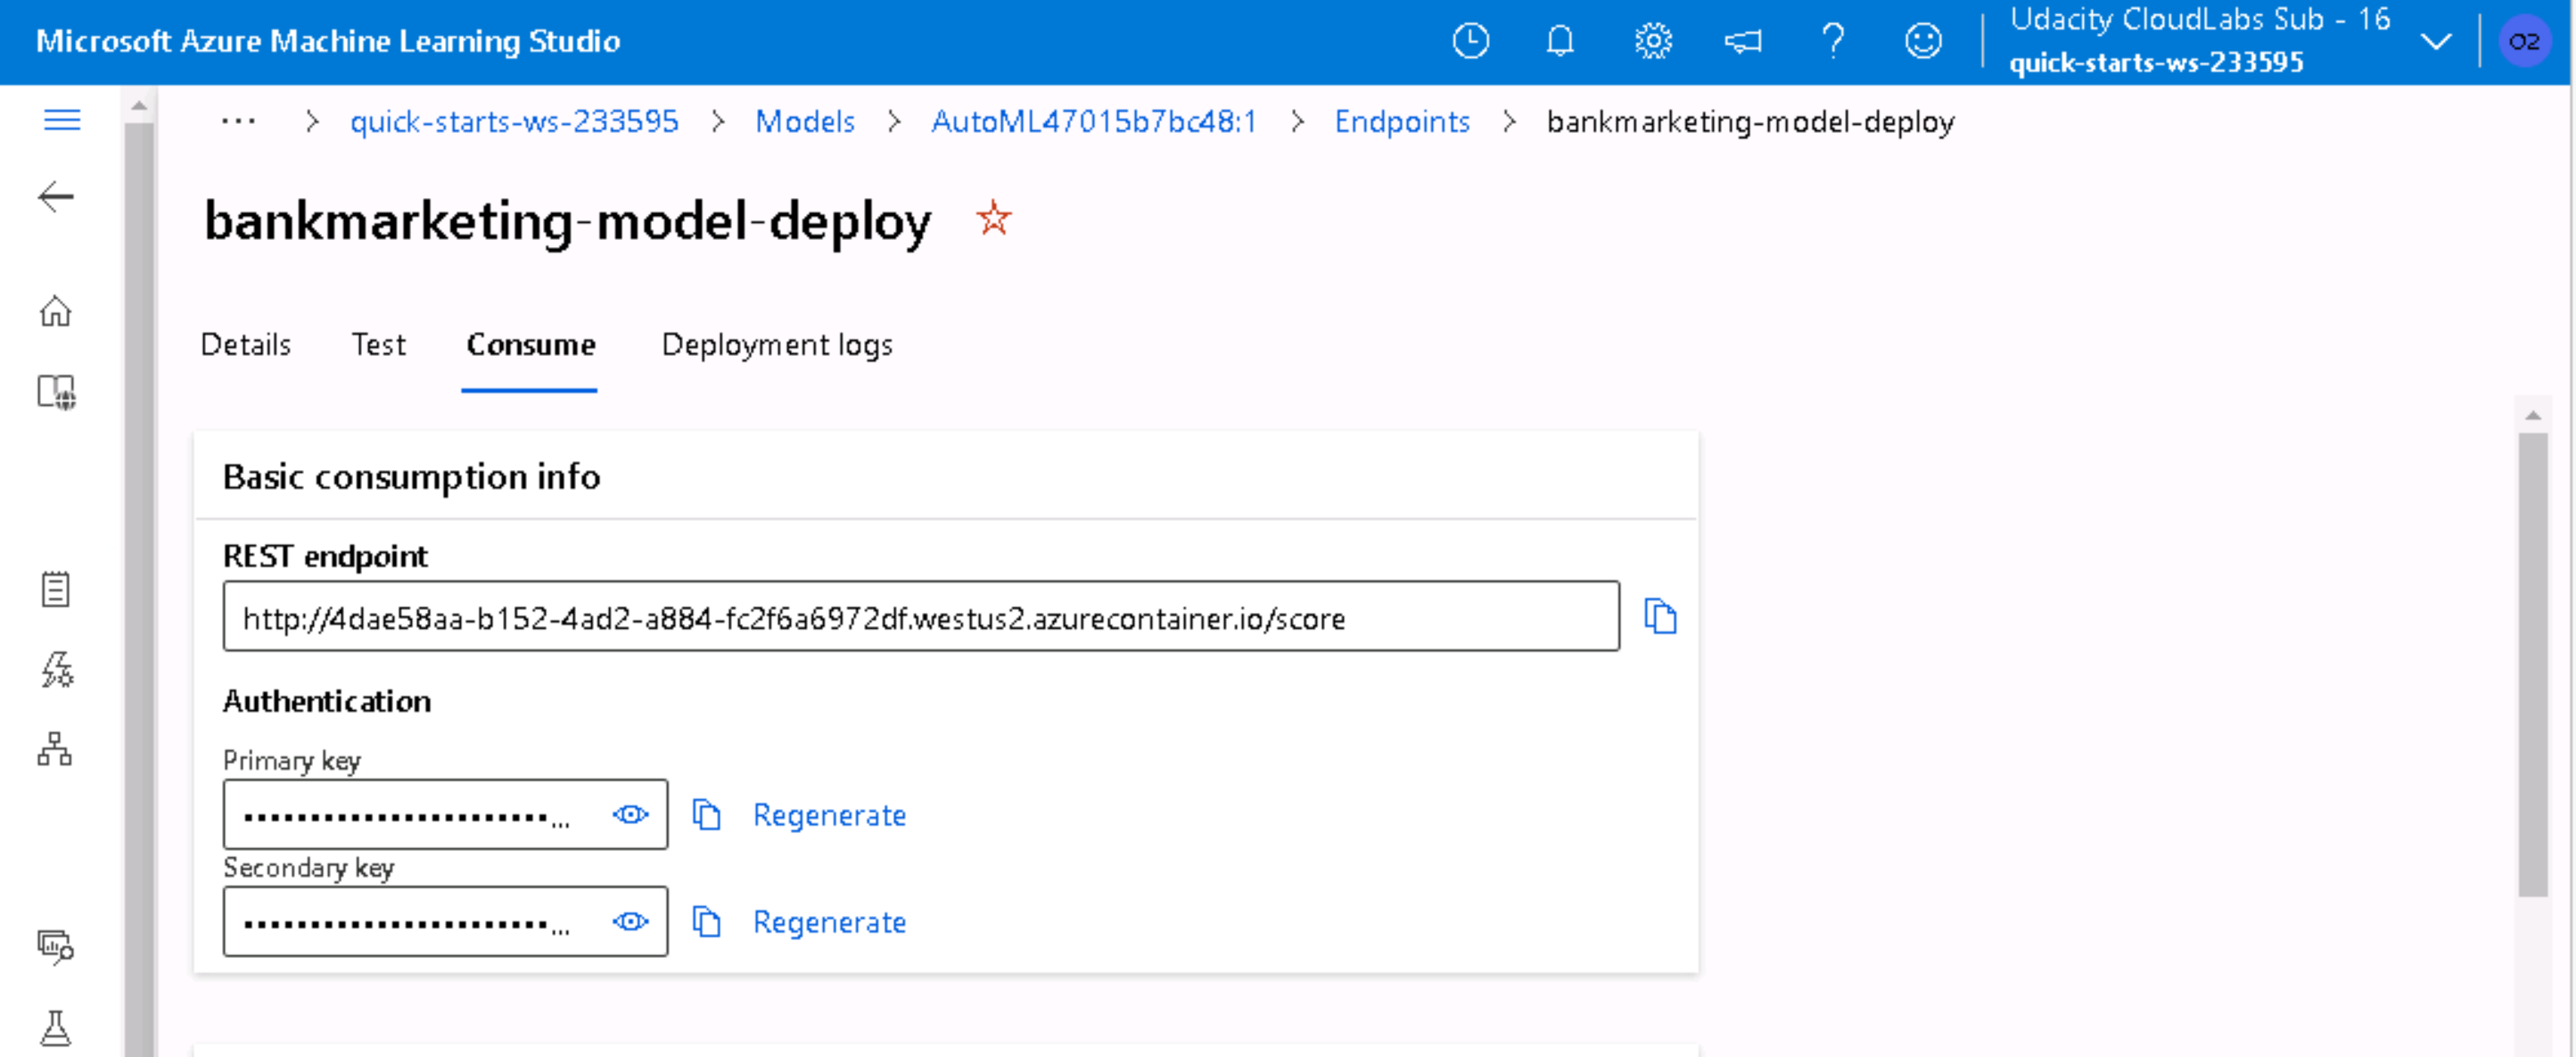 Microsoft Azure Machine Learning Studio
Udacity CloudLabs Sub - 16
quick-starts-ws-233595
O2
... > quick-starts-ws-233595 > Models > AutoML47015b7bc48:1 > Endpoints > bankmarketing-model-deploy
bankmarketing-model-deploy
Details Test Consume Deployment logs
Basic consumption info
REST endpoint
http://4dae58aa-b152-4ad2-a884-fc2f6a6972df.westus2.azurecontainer.io/score
Authentication
Primary key
•••••••••••••••••••••••... Regenerate
Secondary key
•••••••••••••••••••••••... Regenerate